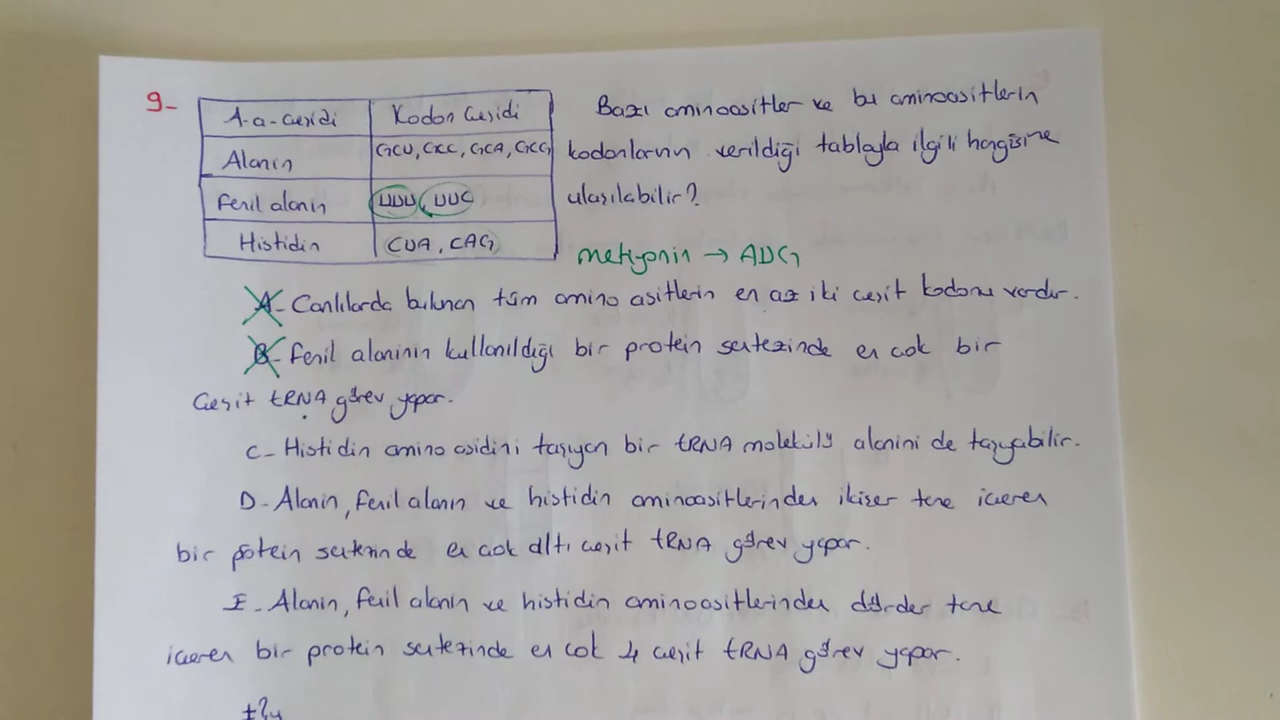 9-
A.a-çeşidi Kodon Çeşidi
Alanin GCU, GCC, GCA, GCG
Fenil alanin UUU, UUC
Histidin CUA, CAG
Bazı aminoasitler ve bu aminoasitlerin
kodonlarının verildiği tabloyla ilgili hangisine
ulaşılabilir?
metiyonin → AUG
A- Canlılarda bulunan tüm amino asitlerin en az iki çeşit kodonu vardır.
B- Fenil alaninin kullanıldığı bir protein sentezinde en çok bir
Çeşit tRNA görev yapar.
C- Histidin amino asidini taşıyan bir tRNA molekülü alanini de taşıyabilir.
D- Alanin, fenil alanin ve histidin aminoasitlerinden ikişer tane içeren
bir protein sentezinde en çok altı çeşit tRNA görev yapar.
E- Alanin, fenil alanin ve histidin aminoasitlerinden dörder tane
içeren bir protein sentezinde en çok 4 çeşit tRNA görev yapar.